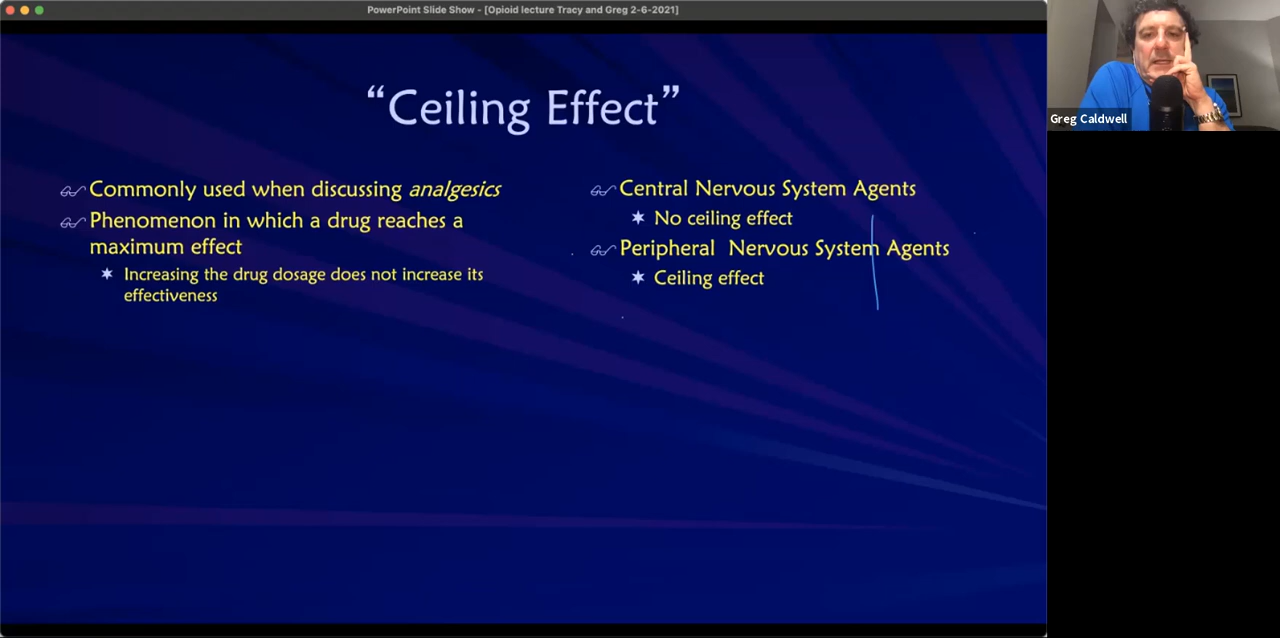 PowerPoint Slide Show - [Opioid lecture Tracy and Greg 2-6-2021]
“Ceiling Effect”
Commonly used when discussing analgesics
Phenomenon in which a drug reaches a
maximum effect
Increasing the drug dosage does not increase its
effectiveness
Central Nervous System Agents
No ceiling effect
Peripheral Nervous System Agents
Ceiling effect
Greg Caldwell